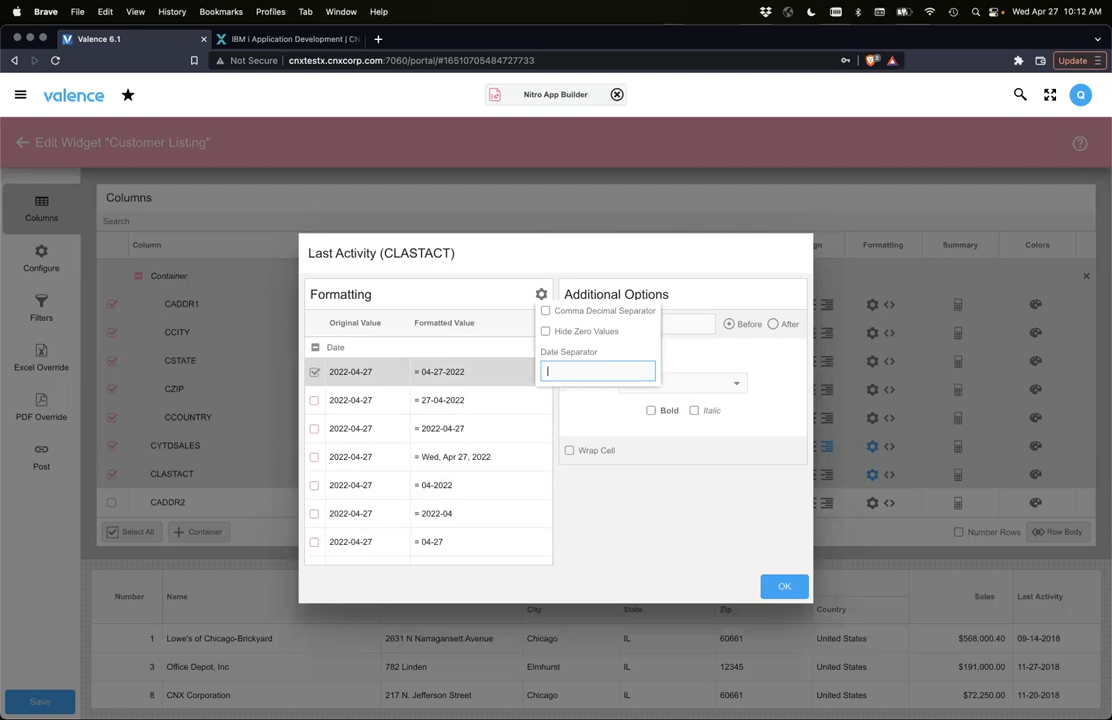 Brave File Edit View History Bookmarks Profiles Tab Window Help Wed Apr 27 10:12 AM
Valence 6.1 IBM i Application Development | CN
Not Secure cnxtestx.cnxcorp.com:7060/portal/#16510705484727733 Update
valence Nitro App Builder Q
Edit Widget "Customer Listing"
Columns
Configure
Filters
Excel Override
PDF Override
Post
Save
Columns
Search
Column Formatting Summary Colors
Container
CADDR1
CCITY
CSTATE
CZIP
CCOUNTRY
CYTDSALES
CLASTACT
CADDR2
Select All Container Number Rows Row Body
Last Activity (CLASTACT)
Formatting
Original Value Formatted Value
Date
2022-04-27 = 04-27-2022
2022-04-27 = 27-04-2022
2022-04-27 = 2022-04-27
2022-04-27 = Wed, Apr 27, 2022
2022-04-27 = 04-2022
2022-04-27 = 2022-04
2022-04-27 = 04-27
Comma Decimal Separator
Hide Zero Values
Date Separator
Additional Options
Before After
Bold Italic
Wrap Cell
OK
Number Name City State Zip Country Sales Last Activity
1 Lowe's of Chicago-Brickyard 2631 N Narragansett Avenue Chicago IL 60661 United States $568,000.40 09-14-2018
3 Office Depot, Inc 782 Linden Elmhurst IL 12345 United States $191,000.00 11-27-2018
8 CNX Corporation 217 N. Jefferson Street Chicago IL 60661 United States $72,250.00 11-20-2018